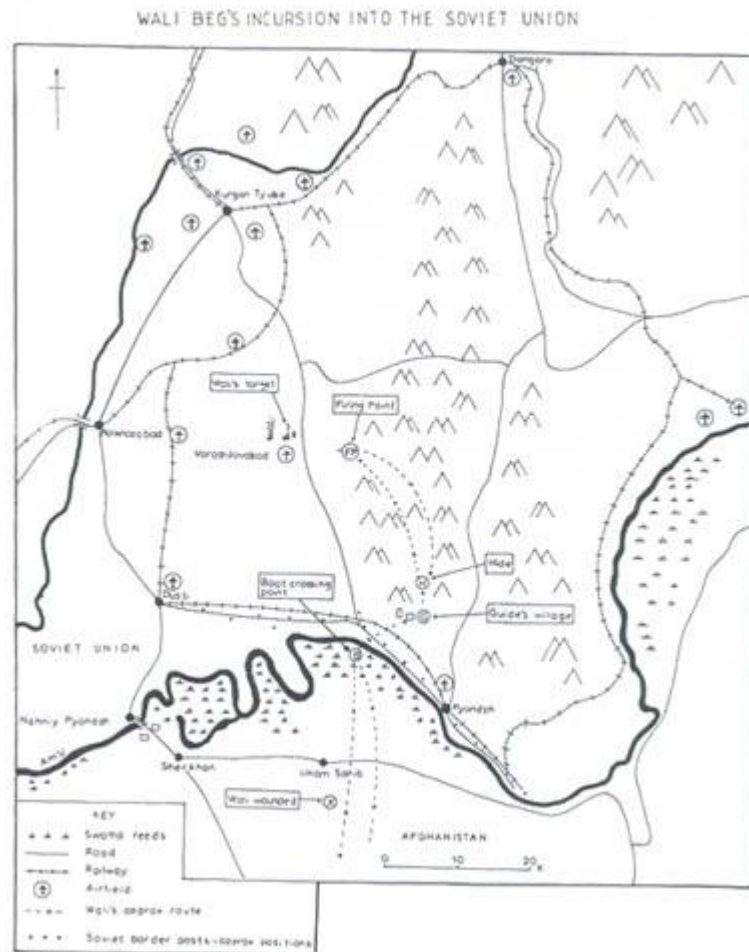 WALI BEG'S INCURSION INTO THE SOVIET UNION
Dangara
Kurgan Tyube
Wali's target
Firing Point
FP
Voroshilovabad
Hide
H
Boat crossing
point
Guide's village
G
Dusti
SOVIET UNION
B
Pyandzh
Nizhniy Pyandzh
AMU
Sherkhan
Imam Sahib
Wali wounded
X
AFGHANISTAN
0 10 20
K
KEY
Swamp reeds
Road
Railway
Airfield
Wali's approx route
Soviet border posts - approx positions